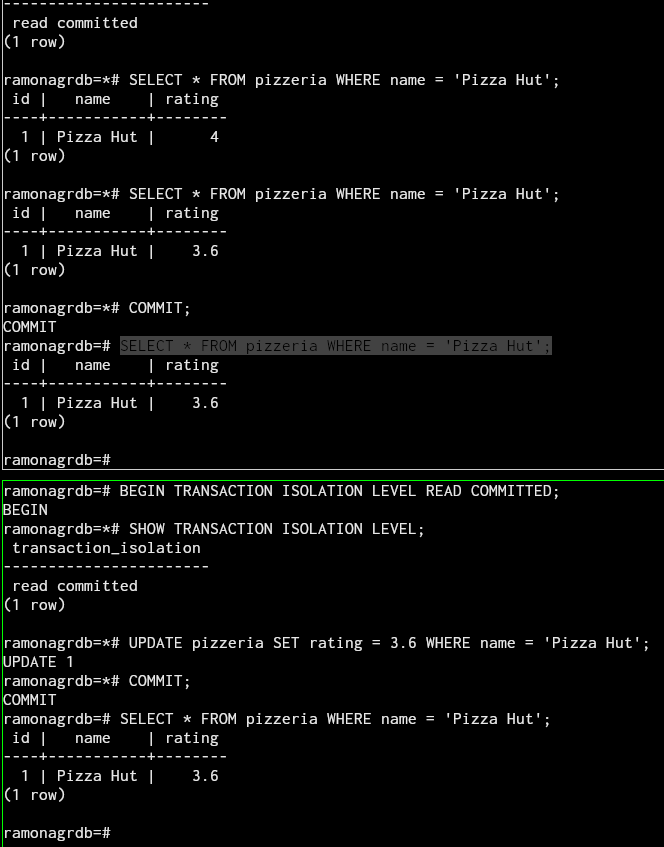 -----------------------
 read committed
(1 row)
ramonagrdb=*# SELECT * FROM pizzeria WHERE name = 'Pizza Hut';
 id |   name    | rating
----+-----------+--------
  1 | Pizza Hut |      4
(1 row)
ramonagrdb=*# SELECT * FROM pizzeria WHERE name = 'Pizza Hut';
 id |   name    | rating
----+-----------+--------
  1 | Pizza Hut |    3.6
(1 row)
ramonagrdb=*# COMMIT;
COMMIT
ramonagrdb=# SELECT * FROM pizzeria WHERE name = 'Pizza Hut';
 id |   name    | rating
----+-----------+--------
  1 | Pizza Hut |    3.6
(1 row)
ramonagrdb=#
ramonagrdb=# BEGIN TRANSACTION ISOLATION LEVEL READ COMMITTED;
BEGIN
ramonagrdb=*# SHOW TRANSACTION ISOLATION LEVEL;
 transaction_isolation
-----------------------
 read committed
(1 row)
ramonagrdb=*# UPDATE pizzeria SET rating = 3.6 WHERE name = 'Pizza Hut';
UPDATE 1
ramonagrdb=*# COMMIT;
COMMIT
ramonagrdb=# SELECT * FROM pizzeria WHERE name = 'Pizza Hut';
 id |   name    | rating
----+-----------+--------
  1 | Pizza Hut |    3.6
(1 row)
ramonagrdb=#